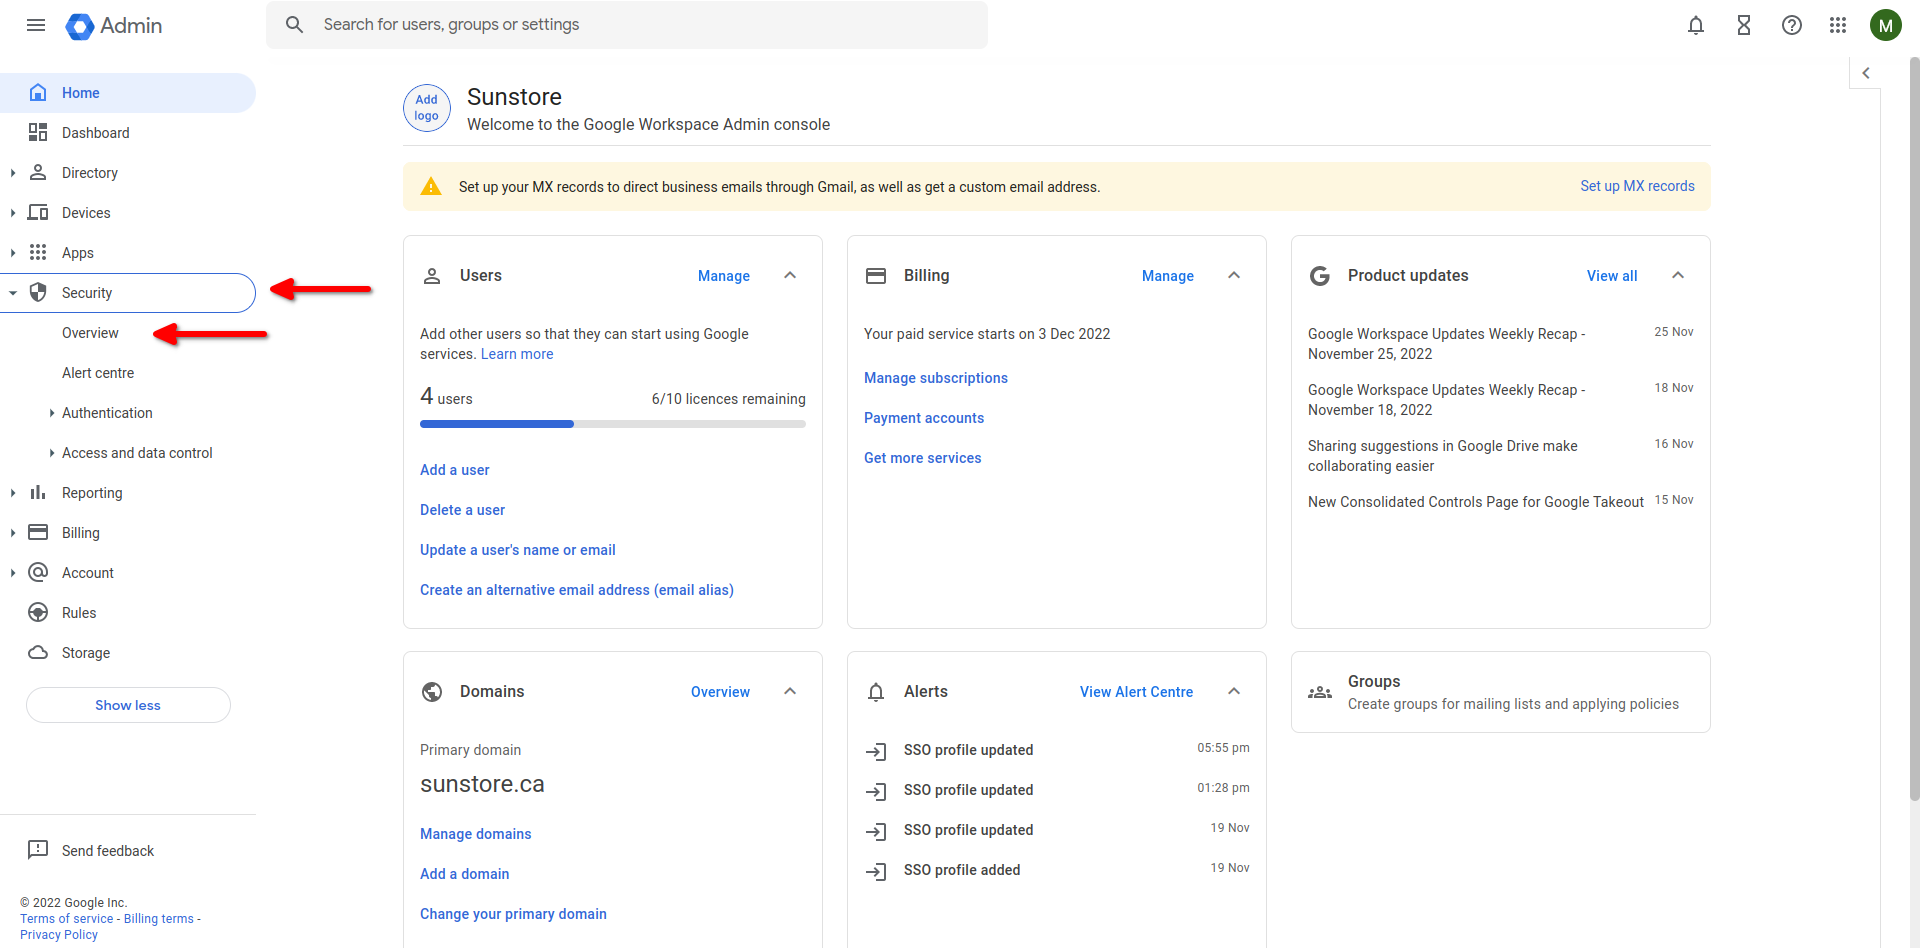 Admin
Search for users, groups or settings
M
Home
Dashboard
Directory
Devices
Apps
Security
Overview
Alert centre
Authentication
Access and data control
Reporting
Billing
Account
Rules
Storage
Show less
Send feedback
© 2022 Google Inc.
Terms of service - Billing terms -
Privacy Policy
Add
logo
Sunstore
Welcome to the Google Workspace Admin console
Set up your MX records to direct business emails through Gmail, as well as get a custom email address.
Set up MX records
Users
Manage
Add other users so that they can start using Google
services. Learn more
4 users
6/10 licences remaining
Add a user
Delete a user
Update a user's name or email
Create an alternative email address (email alias)
Billing
Manage
Your paid service starts on 3 Dec 2022
Manage subscriptions
Payment accounts
Get more services
Product updates
View all
Google Workspace Updates Weekly Recap -
November 25, 2022
25 Nov
Google Workspace Updates Weekly Recap -
November 18, 2022
18 Nov
Sharing suggestions in Google Drive make
collaborating easier
16 Nov
New Consolidated Controls Page for Google Takeout
15 Nov
Domains
Overview
Primary domain
sunstore.ca
Manage domains
Add a domain
Change your primary domain
Alerts
View Alert Centre
SSO profile updated
05:55 pm
SSO profile updated
01:28 pm
SSO profile updated
19 Nov
SSO profile added
19 Nov
Groups
Create groups for mailing lists and applying policies